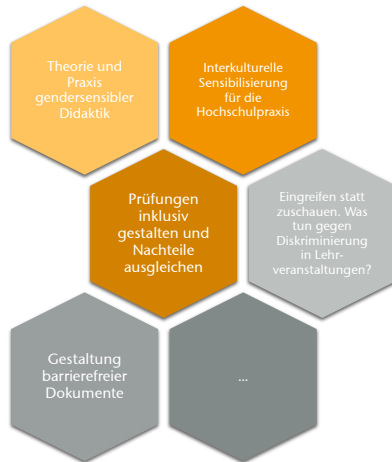 Theorie und
Praxis
gendersensibler
Didaktik
Interkulturelle
Sensibilisierung
für die
Hochschulpraxis
Prüfungen
inklusiv
gestalten und
Nachteile
ausgleichen
Eingreifen statt
zuschauen. Was
tun gegen
Diskriminierung
in Lehr-
veranstaltungen?
Gestaltung
barrierefreier
Dokumente
...